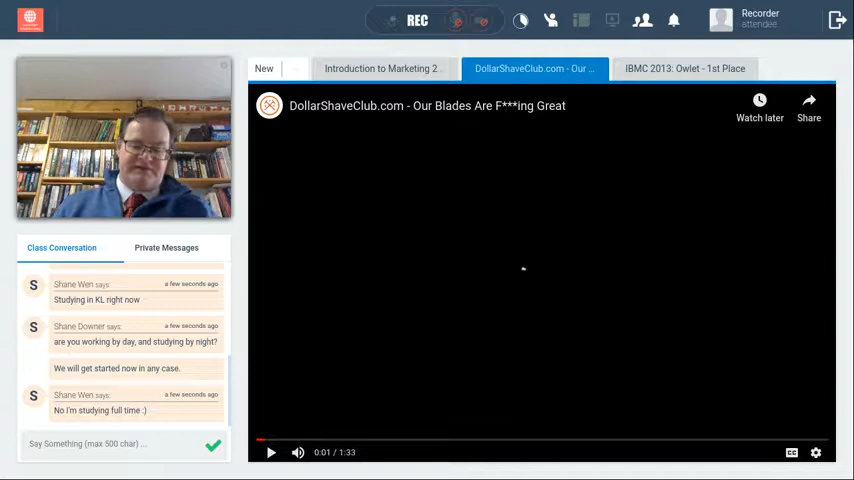 REC
Recorder
attendee
New
Introduction to Marketing 2...
DollarShaveClub.com - Our ...
IBMC 2013: Owlet - 1st Place
DollarShaveClub.com - Our Blades Are F***ing Great
Watch later
Share
Class Conversation
Private Messages
S
Shane Wen says:
a few seconds ago
Studying in KL right now
S
Shane Downer says:
a few seconds ago
are you working by day, and studying by night?
We will get started now in any case.
S
Shane Wen says:
a few seconds ago
No I'm studying full time :)
Say Something (max 500 char) ...
0:01 / 1:33
CC